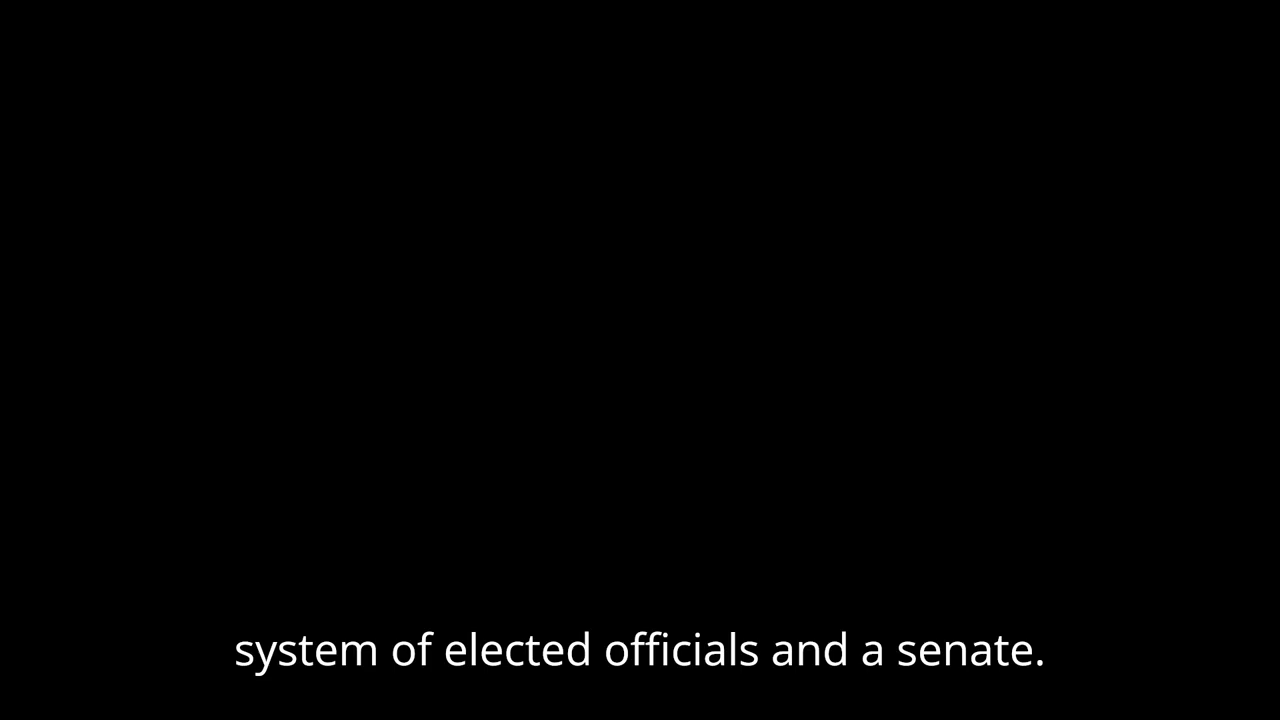 system of elected officials and a senate.